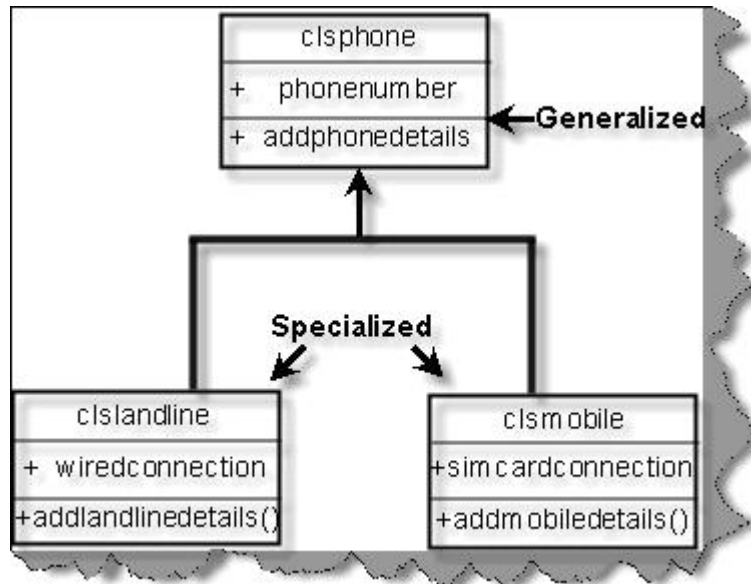 clsphone
+ phonenumber
+ addphonedetails
Generalized
Specialized
clslandline
+ wiredconnection
+addlandlinedetails()
clsmobile
+simcardconnection
+addmobiledetails()